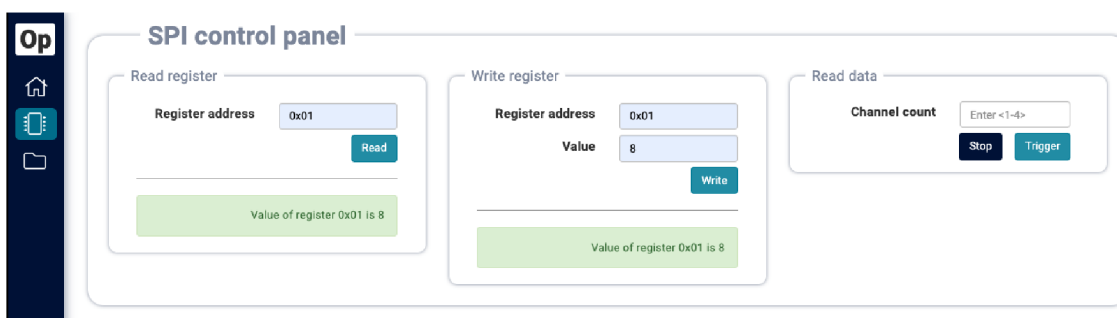 Op
SPI control panel
Read register
Register address 0x01
Read
Value of register 0x01 is 8
Write register
Register address 0x01
Value 8
Write
Value of register 0x01 is 8
Read data
Channel count Enter <1-4>
Stop Trigger